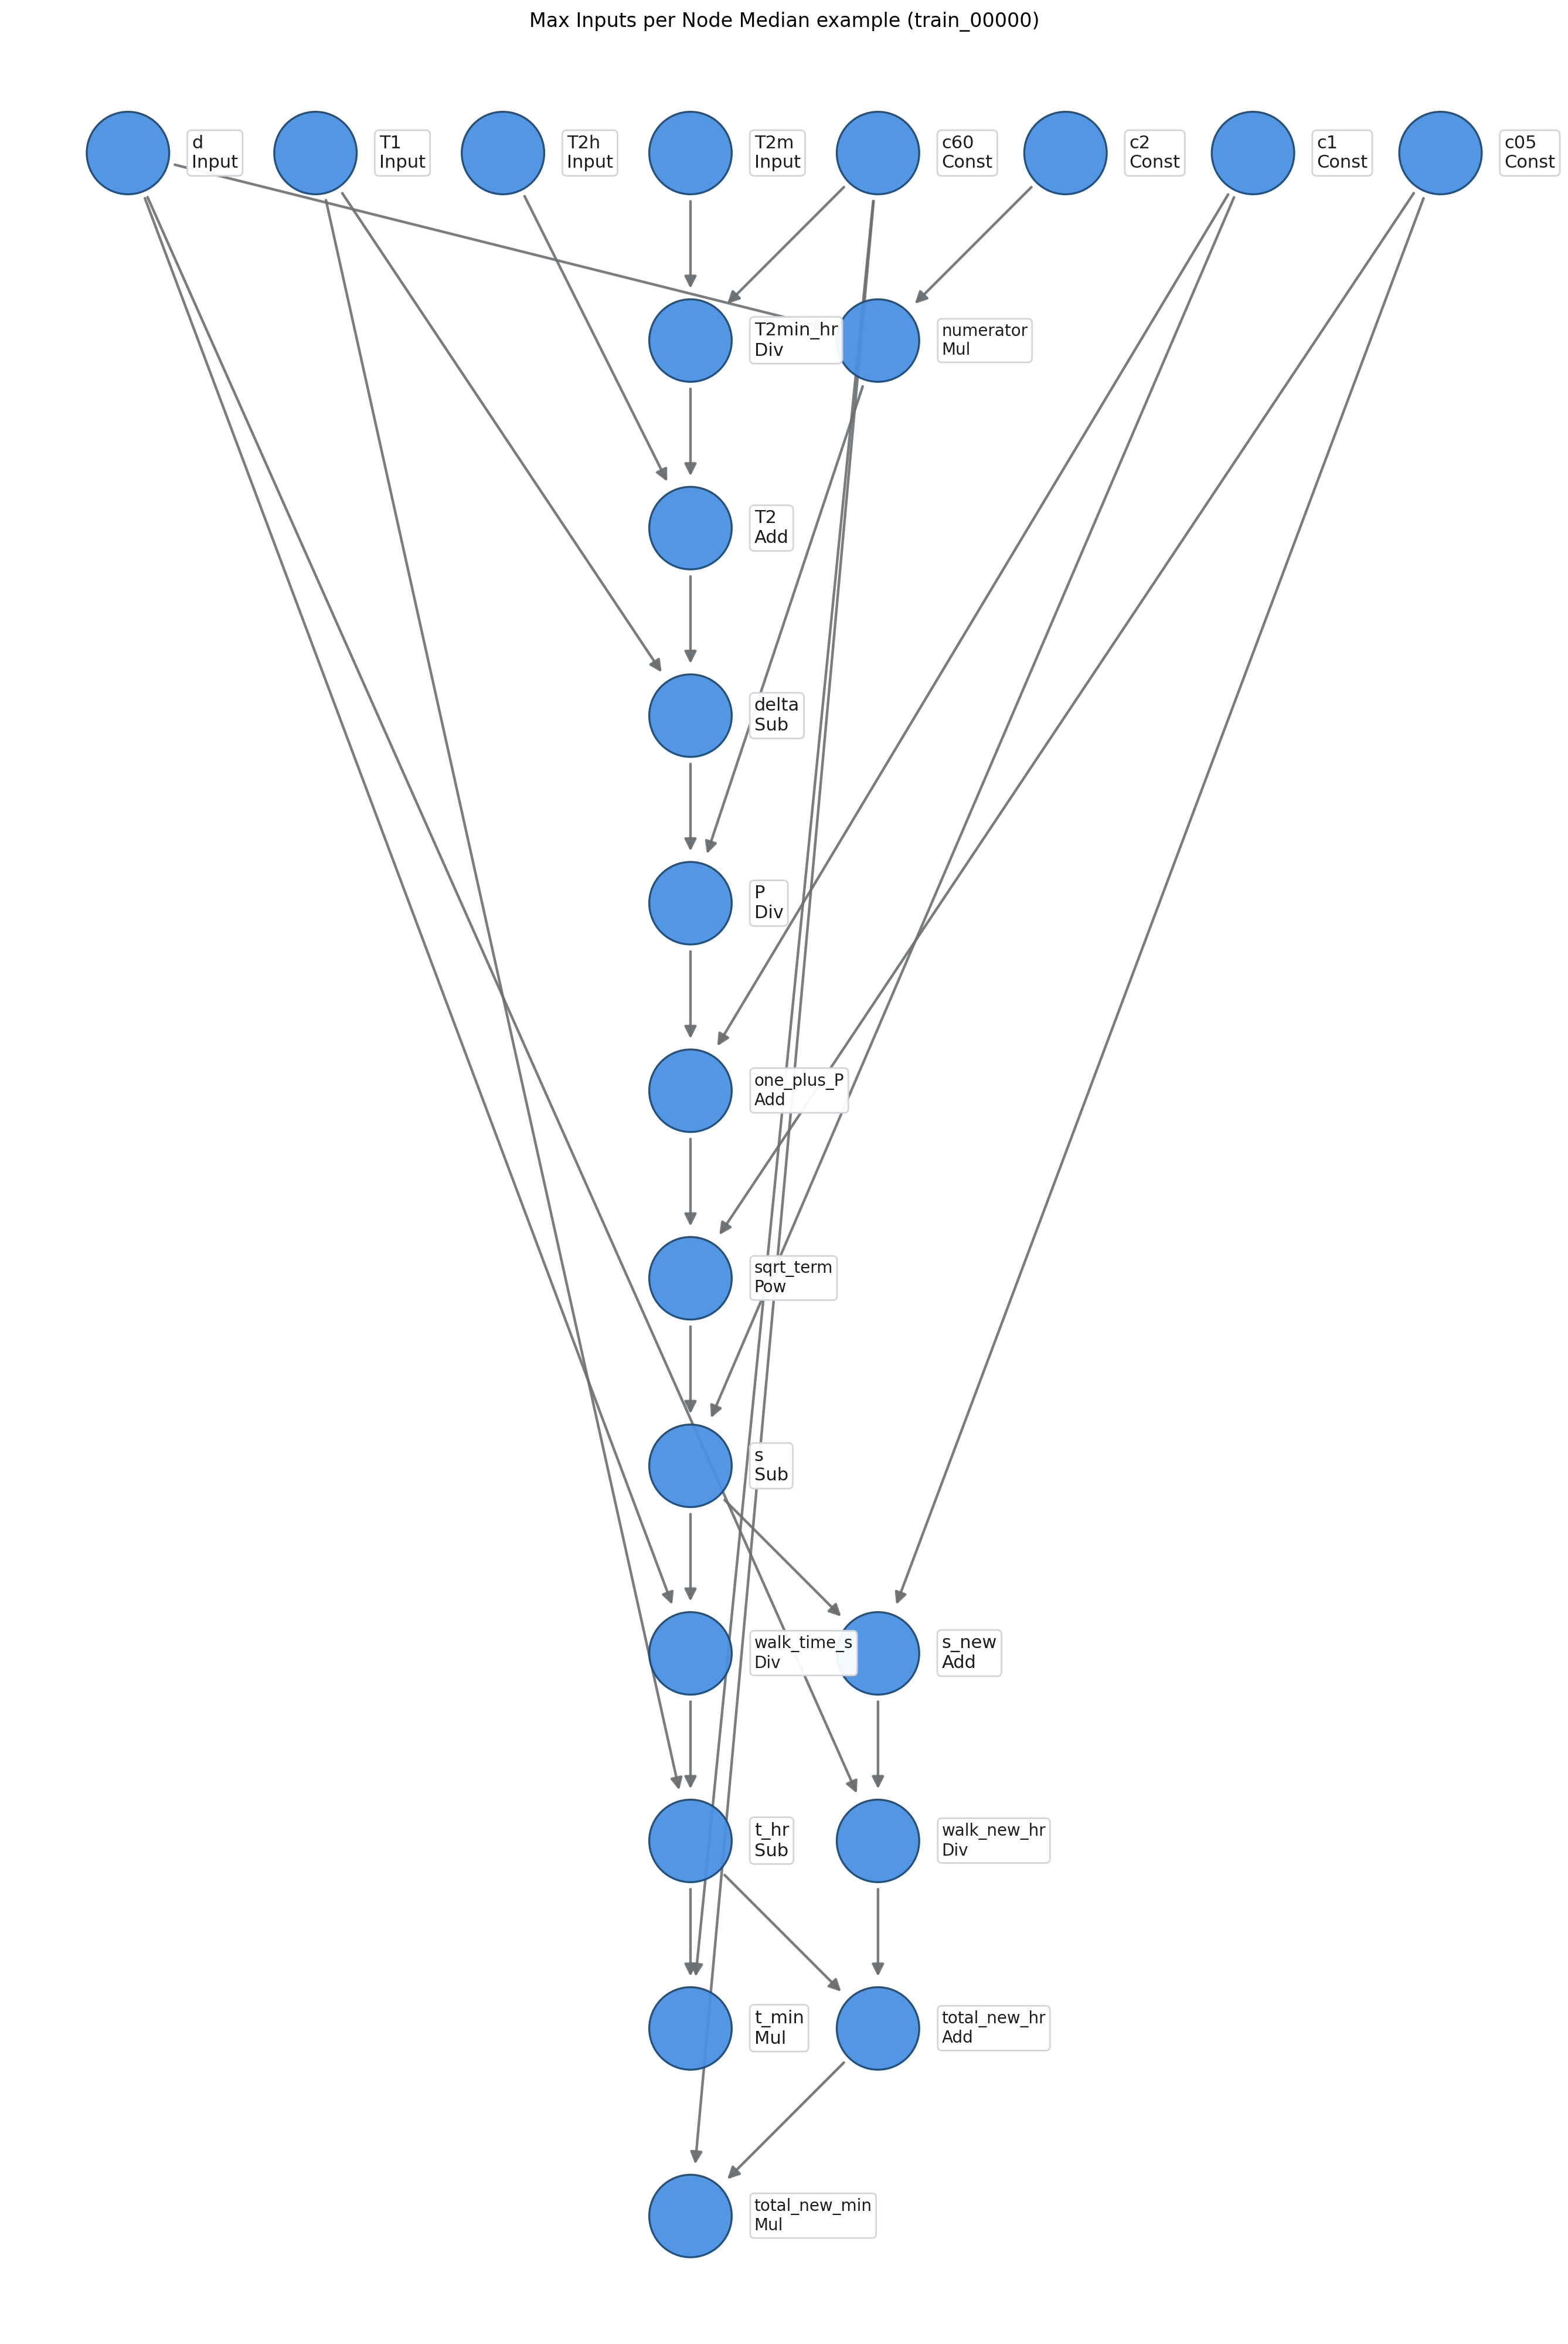 Max Inputs per Node Median example (train_00000)
d
Input
T1
Input
T2h
Input
T2m
Input
c60
Const
c2
Const
c1
Const
c05
Const
T2min_hr
Div
numerator
Mul
T2
Add
delta
Sub
P
Div
one_plus_P
Add
sqrt_term
Pow
s
Sub
walk_time_s
Div
s_new
Add
t_hr
Sub
walk_new_hr
Div
t_min
Mul
total_new_hr
Add
total_new_min
Mul